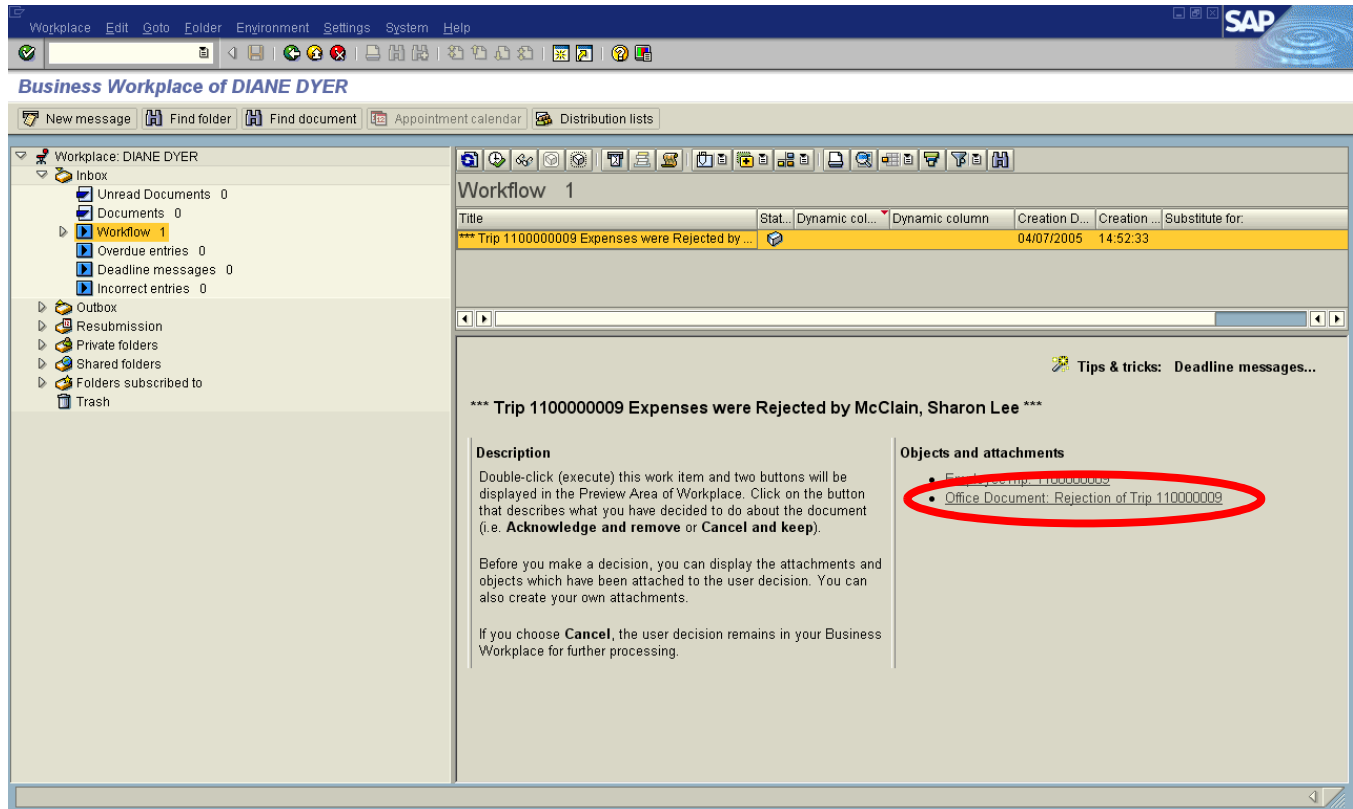 Workplace Edit Goto Folder Environment Settings System Help
SAP
Business Workplace of DIANE DYER
New message Find folder Find document Appointment calendar Distribution lists
Workplace: DIANE DYER
Inbox
Unread Documents 0
Documents 0
Workflow 1
Overdue entries 0
Deadline messages 0
Incorrect entries 0
Outbox
Resubmission
Private folders
Shared folders
Folders subscribed to
Trash
Workflow 1
Title Stat... Dynamic col... Dynamic column Creation D... Creation ... Substitute for:
*** Trip 1100000009 Expenses were Rejected by ... 04/07/2005 14:52:33
Tips & tricks: Deadline messages...
*** Trip 1100000009 Expenses were Rejected by McClain, Sharon Lee ***
Description
Double-click (execute) this work item and two buttons will be
displayed in the Preview Area of Workplace. Click on the button
that describes what you have decided to do about the document
(i.e. Acknowledge and remove or Cancel and keep).
Before you make a decision, you can display the attachments and
objects which have been attached to the user decision. You can
also create your own attachments.
If you choose Cancel, the user decision remains in your Business
Workplace for further processing.
Objects and attachments
EmployeeTrip: 1100000009
Office Document: Rejection of Trip 110000009